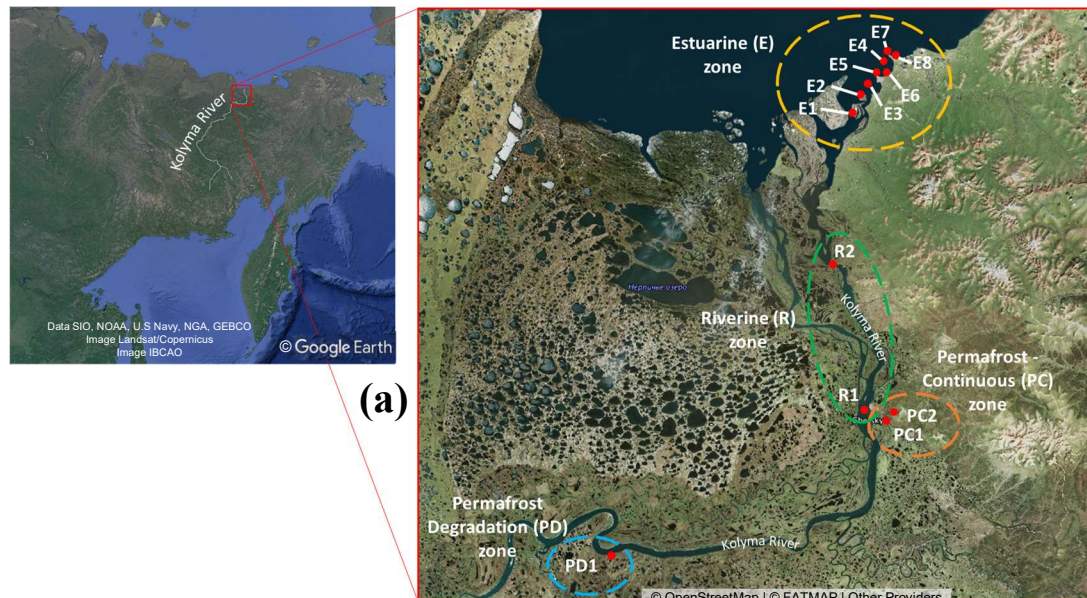 Kolyma River
Data SIO, NOAA, U.S Navy, NGA, GEBCO
Image Landsat/Copernicus
Image IBCAO
© Google Earth
(a)
Estuarine (E)
zone
E7
E4
E8
E5
E2
E6
E1
E3
R2
Нерпичье озеро
Kolyma River
Riverine (R)
zone
Permafrost -
Continuous (PC)
zone
R1
PC2
PC1
Permafrost
Degradation (PD)
zone
PD1
Kolyma River
© OpenStreetMap | © EATMAP | Other Providers